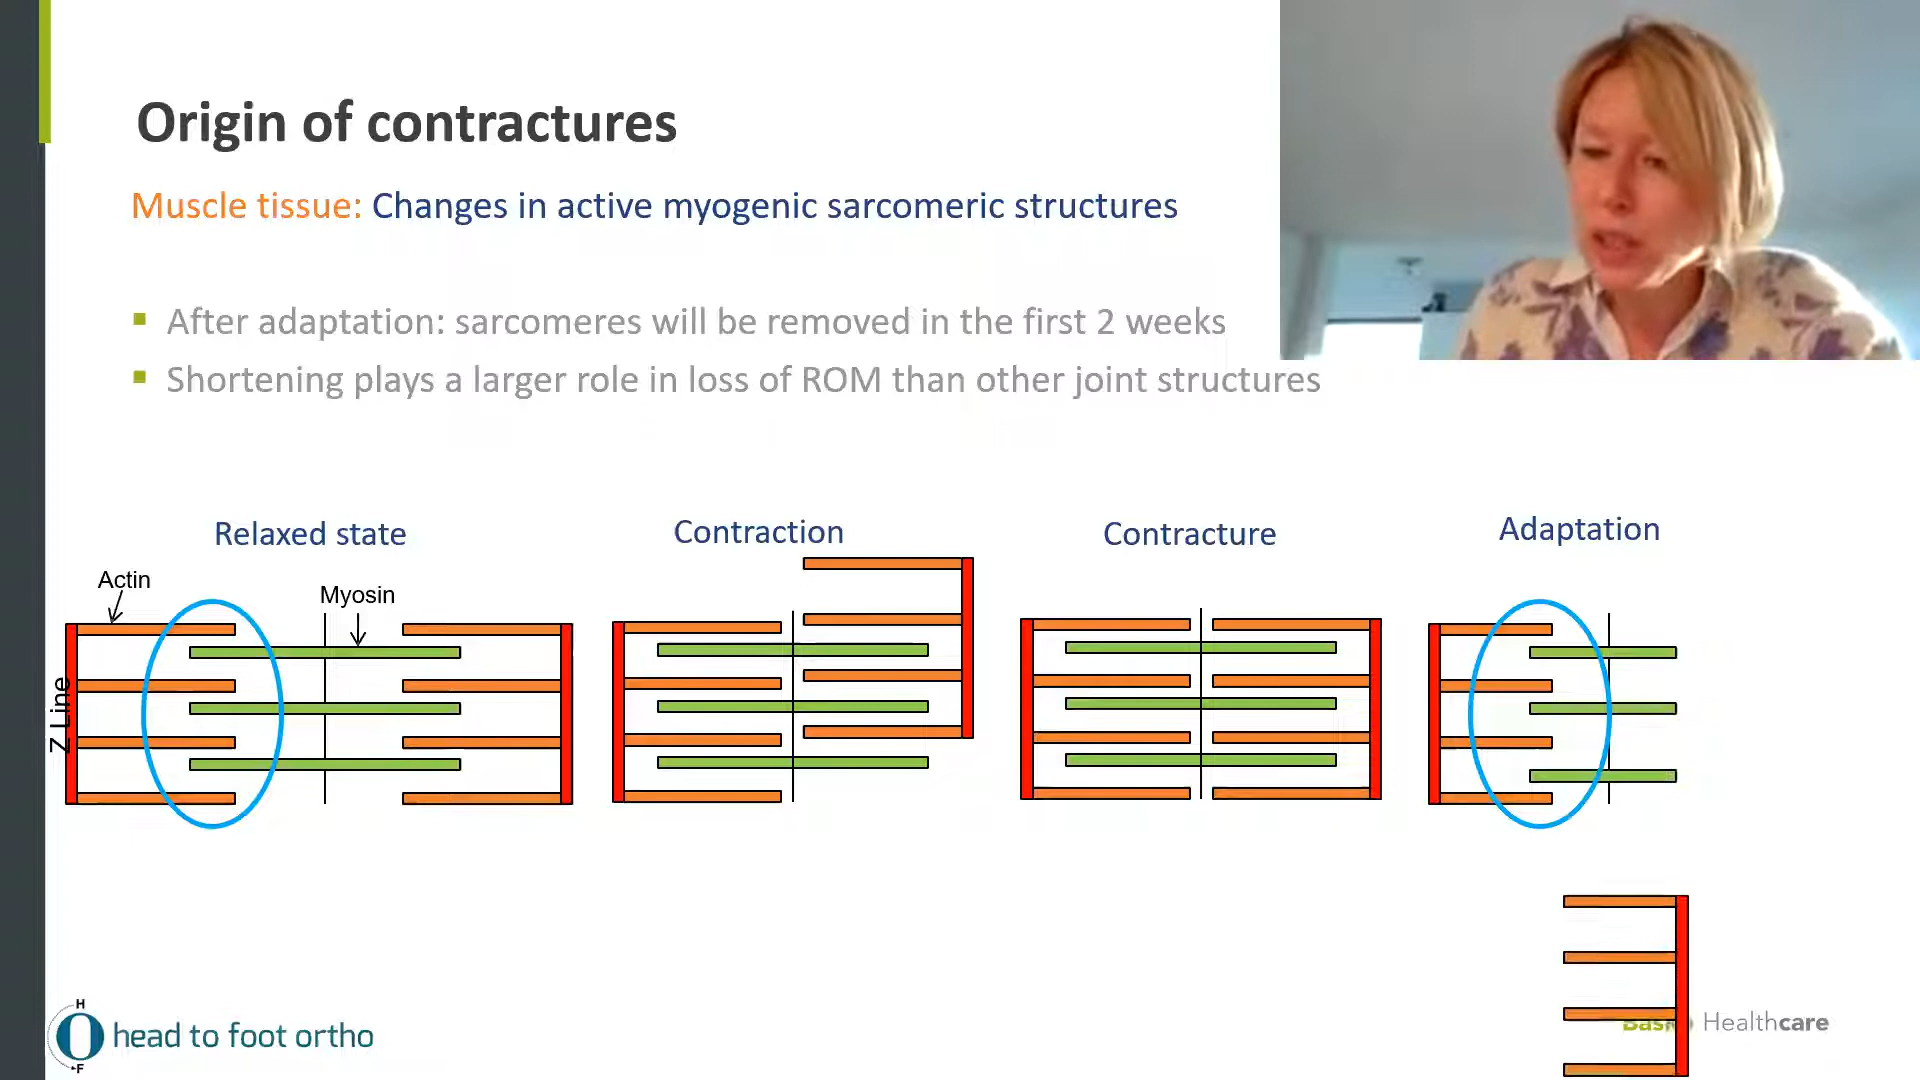 Origin of contractures
Muscle tissue: Changes in active myogenic sarcomeric structures
After adaptation: sarcomeres will be removed in the first 2 weeks
Shortening plays a larger role in loss of ROM than other joint structures
Relaxed state
Contraction
Contracture
Adaptation
Actin
Myosin
Z Line
H
head to foot ortho
F
Basko Healthcare